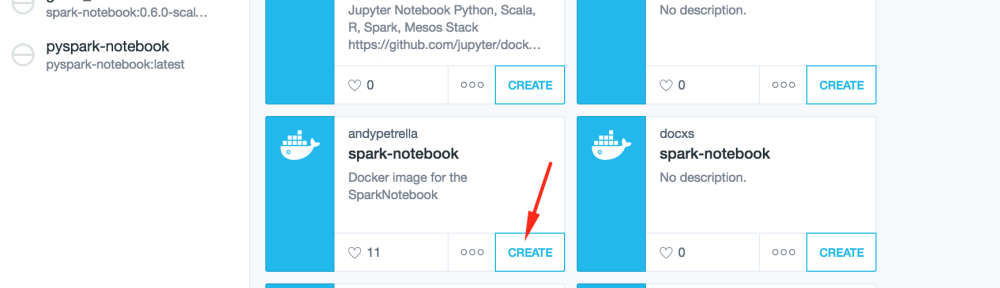 spark-notebook:0.6.0-scal...
pyspark-notebook
pyspark-notebook:latest
Jupyter Notebook Python, Scala,
R, Spark, Mesos Stack
https://github.com/jupyter/dock...
0
CREATE
No description.
0
CREATE
andypetrella
spark-notebook
Docker image for the
SparkNotebook
11
CREATE
docxs
spark-notebook
No description.
0
CREATE